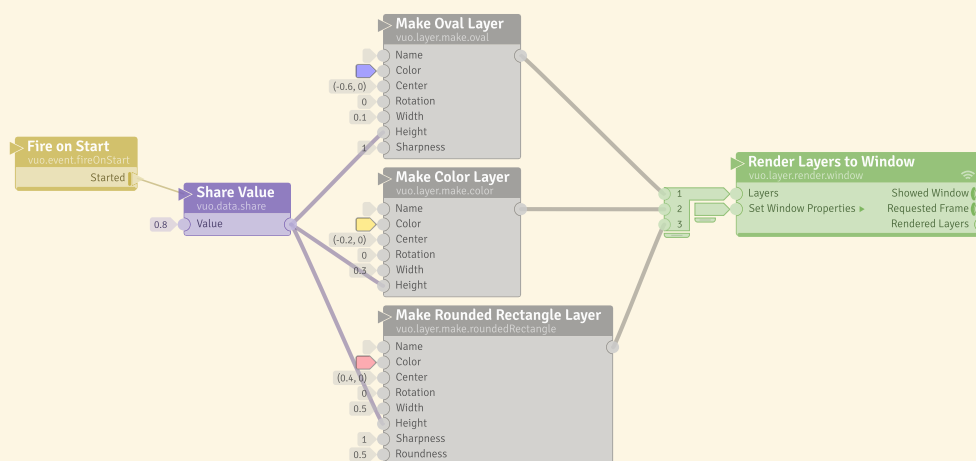 Make Oval Layer
vuo.layer.make.oval
Name
Color
(-0.6, 0) Center
0 Rotation
0.1 Width
Height
1 Sharpness
Fire on Start
vuo.event.fireOnStart
Started
Share Value
vuo.data.share
0.8 Value
Make Color Layer
vuo.layer.make.color
Name
Color
(-0.2, 0) Center
0 Rotation
0.3 Width
Height
Make Rounded Rectangle Layer
vuo.layer.make.roundedRectangle
Name
Color
(0.4, 0) Center
0 Rotation
0.5 Width
Height
1 Sharpness
0.5 Roundness
1
2
3
Render Layers to Window
vuo.layer.render.window
Layers Showed Window
Set Window Properties ▸ Requested Frame
Rendered Layers